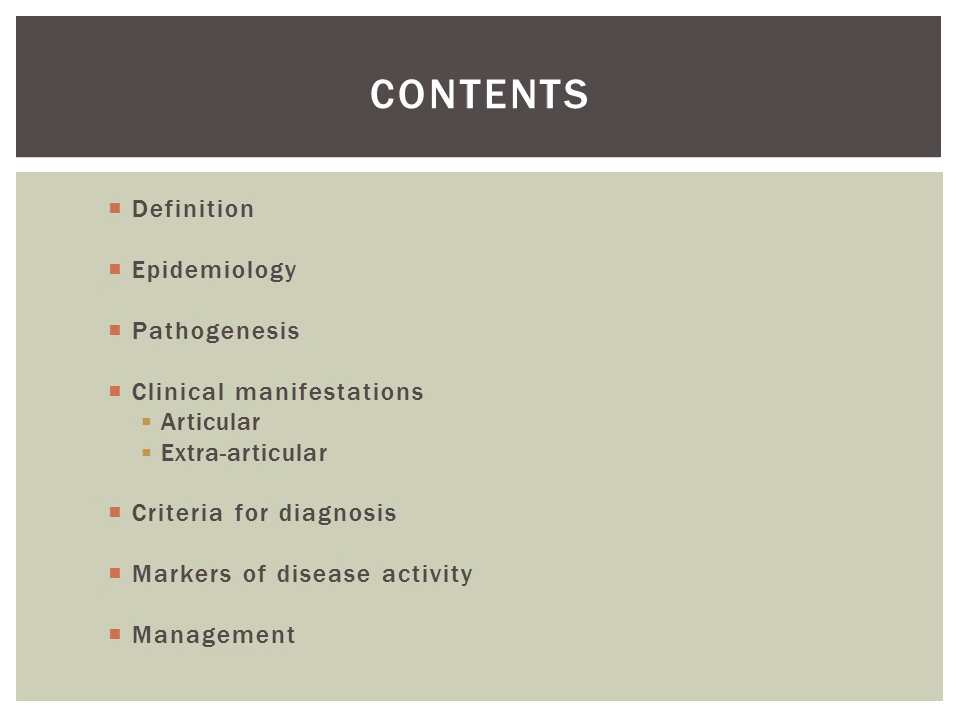 CONTENTS
Definition
Epidemiology
Pathogenesis
Clinical manifestations
Articular
Extra-articular
Criteria for diagnosis
Markers of disease activity
Management